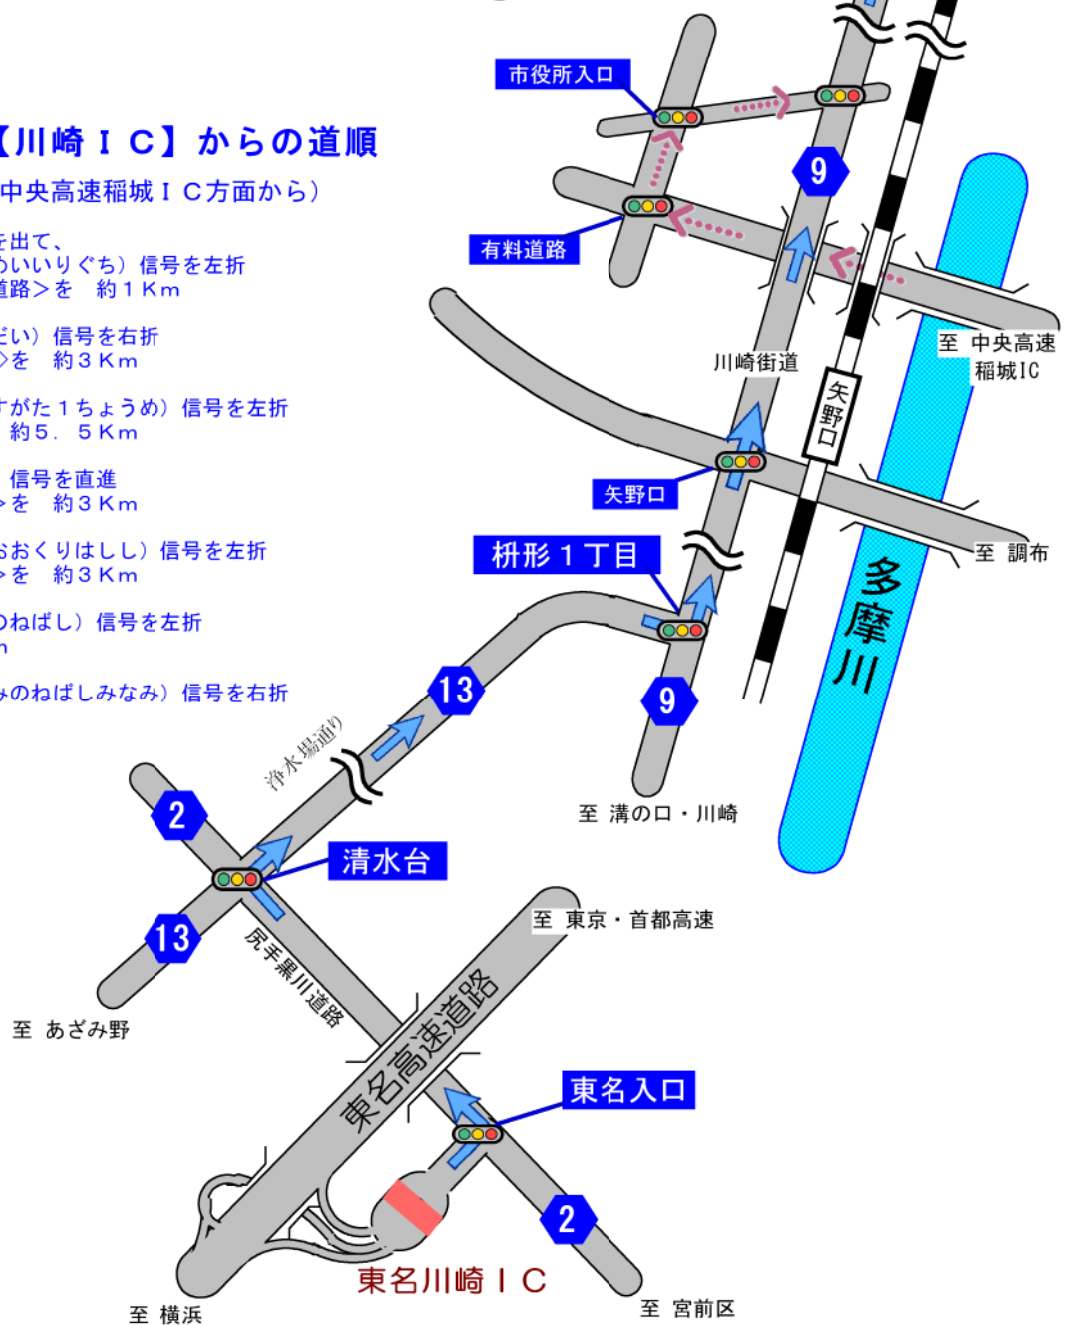 【川崎ＩＣ】からの道順
中央高速稲城ＩＣ方面から）
を出て、
めいいりぐち）信号を左折
道路＞を　約１Ｋｍ
だい）信号を右折
＞を　約３Ｋｍ
すがた１ちょうめ）信号を左折
約５．５Ｋｍ
信号を直進
＞を　約３Ｋｍ
おおくりはしし）信号を左折
＞を　約３Ｋｍ
のねばし）信号を左折
ｍ
みのねばしみなみ）信号を右折
市役所入口
9
有料道路
至 中央高速
稲城IC
川崎街道
矢野口
矢野口
至 調布
枡形１丁目
多摩川
13
9
浄水場通り
至 溝の口・川崎
2
清水台
13
尻手黒川道路
至 あざみ野
至 東京・首都高速
東名高速道路
東名入口
2
東名川崎ＩＣ
至 横浜
至 宮前区